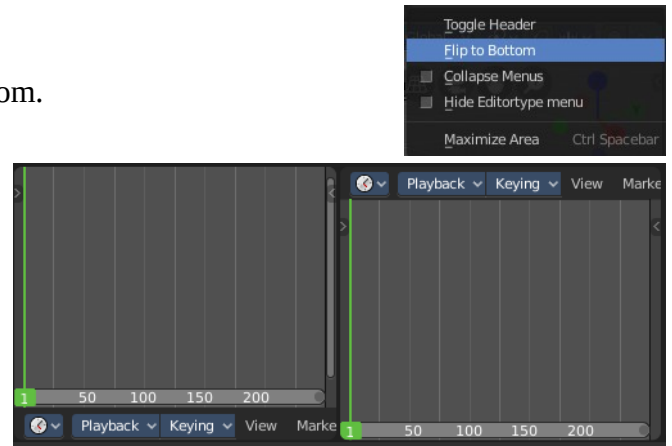 Toggle Header
Flip to Bottom
om.
Collapse Menus
Hide Editortype menu
Maximize Area Ctrl Spacebar
Playback Keying View Marke
50 100 150 200
1
Playback Keying View Marke
1 50 100 150 200